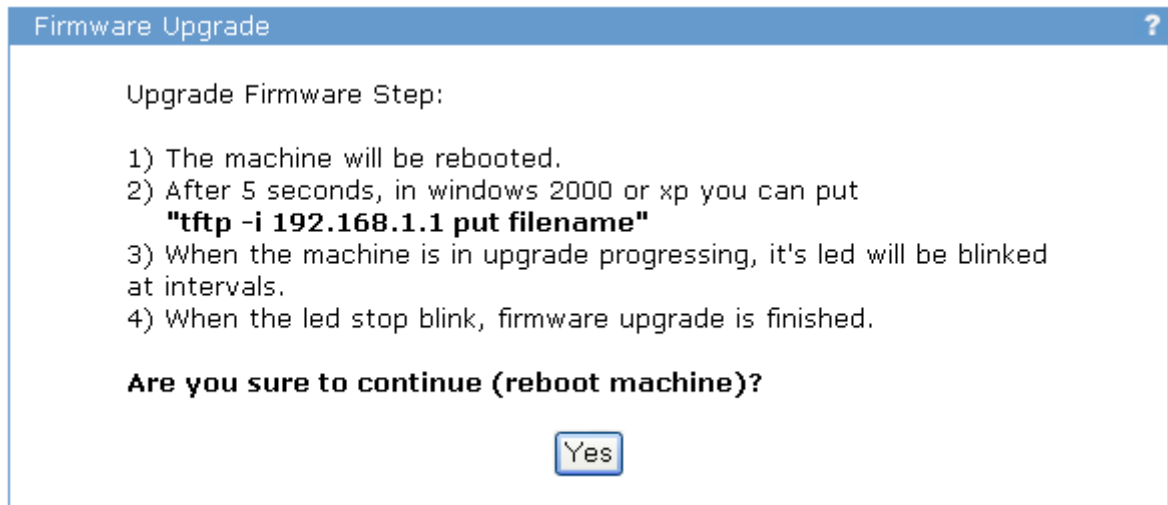 Firmware Upgrade ?
Upgrade Firmware Step:
1) The machine will be rebooted.
2) After 5 seconds, in windows 2000 or xp you can put
"tftp -i 192.168.1.1 put filename"
3) When the machine is in upgrade progressing, it's led will be blinked
at intervals.
4) When the led stop blink, firmware upgrade is finished.
Are you sure to continue (reboot machine)?
Yes